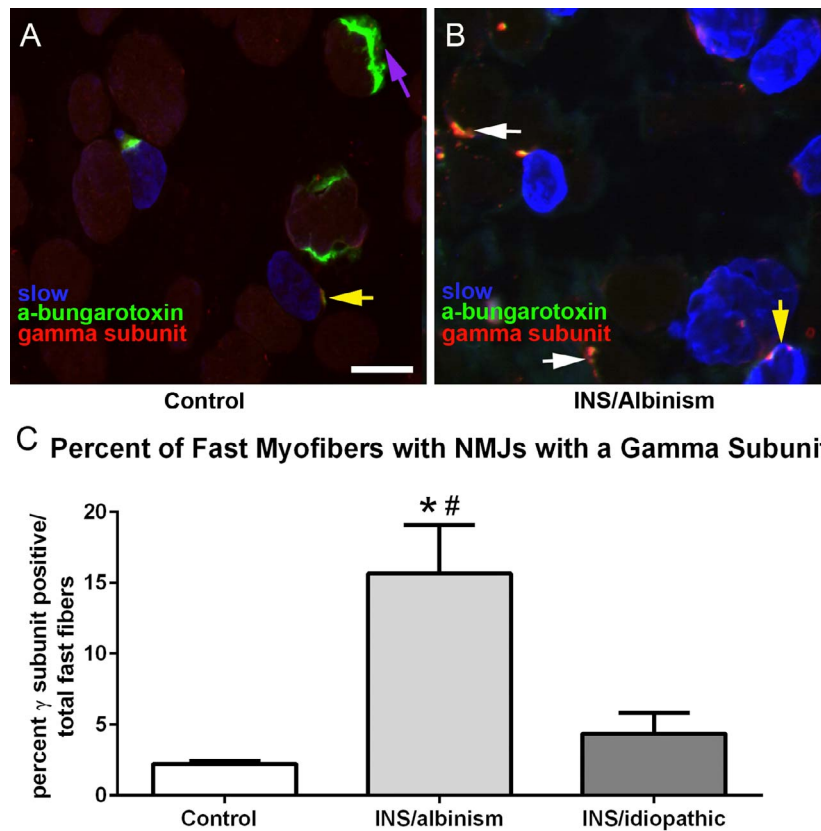 A
B
slow
a-bungarotoxin
gamma subunit
slow
a-bungarotoxin
gamma subunit
Control
INS/Albinism
C Percent of Fast Myofibers with NMJs with a Gamma Subuni
percent γ subunit positive/
total fast fibers
20
15
10
5
0
* #
Control
INS/albinism
INS/idiopathic